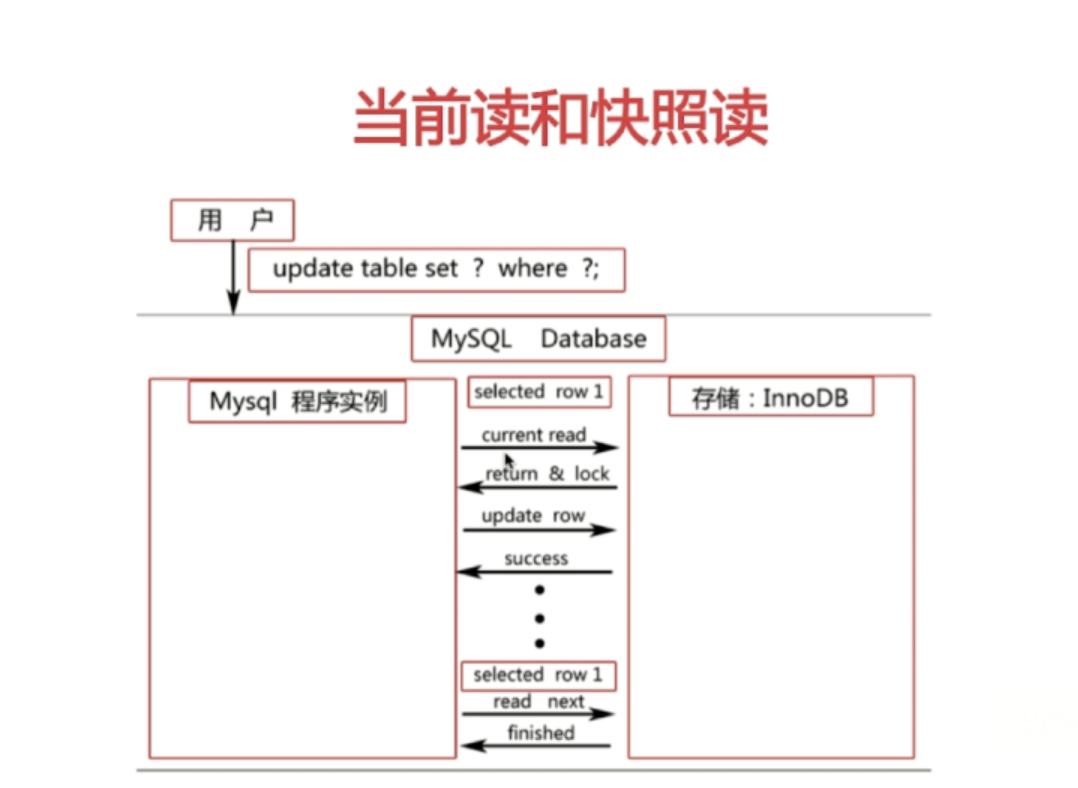 当前读和快照读
用 户
update table set ? where ?;
MySQL Database
Mysql 程序实例
selected row 1
存储：InnoDB
current read
return & lock
update row
success
selected row 1
read next
finished